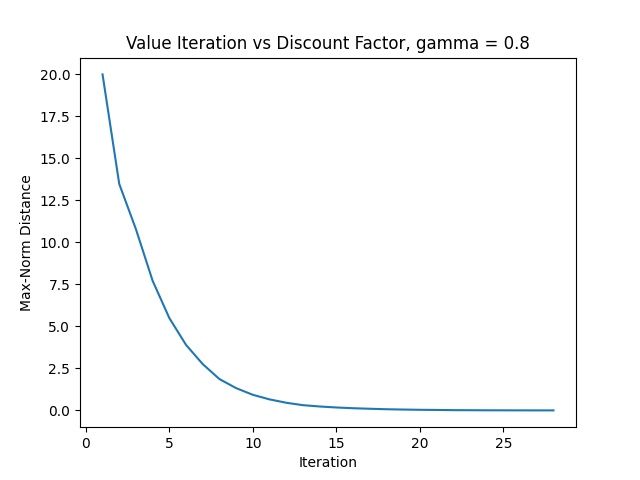 Value Iteration vs Discount Factor, gamma = 0.8
Max-Norm Distance
20.0
17.5
15.0
12.5
10.0
7.5
5.0
2.5
0.0
0 5 10 15 20 25
Iteration